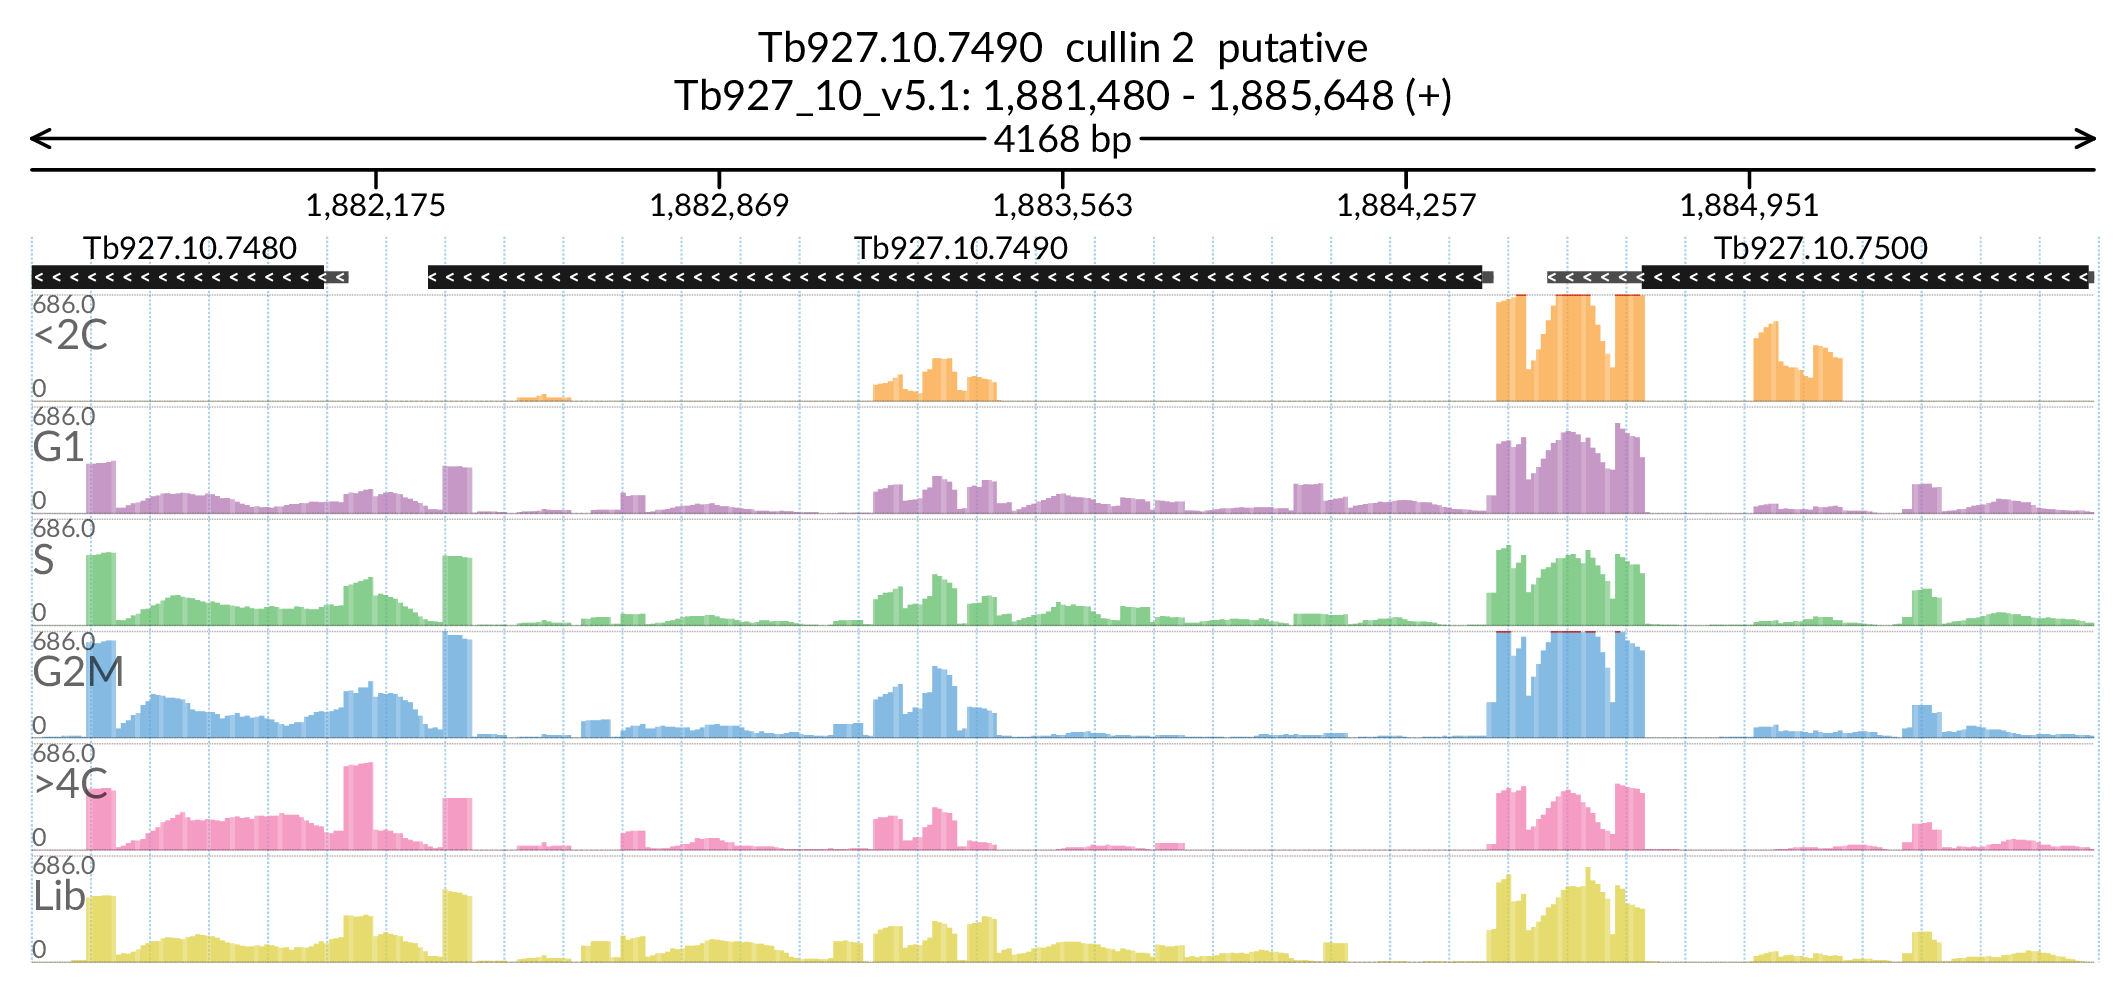 Tb927.10.7490 cullin 2 putative
Tb927_10_v5.1: 1,881,480 - 1,885,648 (+)
4168 bp
1,882,175 1,882,869 1,883,563 1,884,257 1,884,951
Tb927.10.7480 Tb927.10.7490 Tb927.10.7500
686.0
<2C
0
686.0
G1
0
686.0
S
0
686.0
G2M
0
686.0
>4C
0
686.0
Lib
0